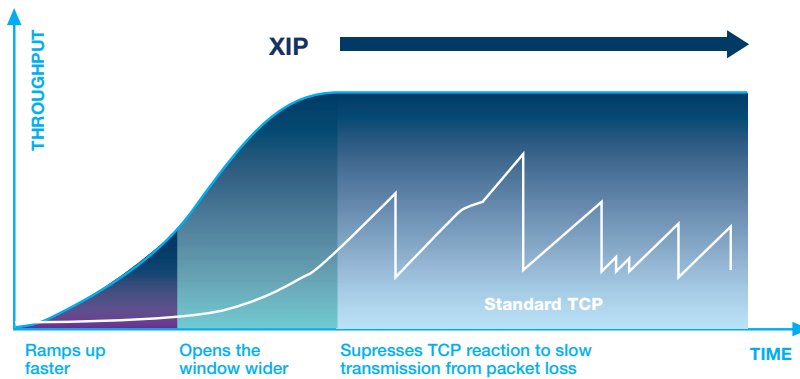 THROUGHPUT
XIP
Standard TCP
Ramps up
faster
Opens the
window wider
Supresses TCP reaction to slow
transmission from packet loss
TIME